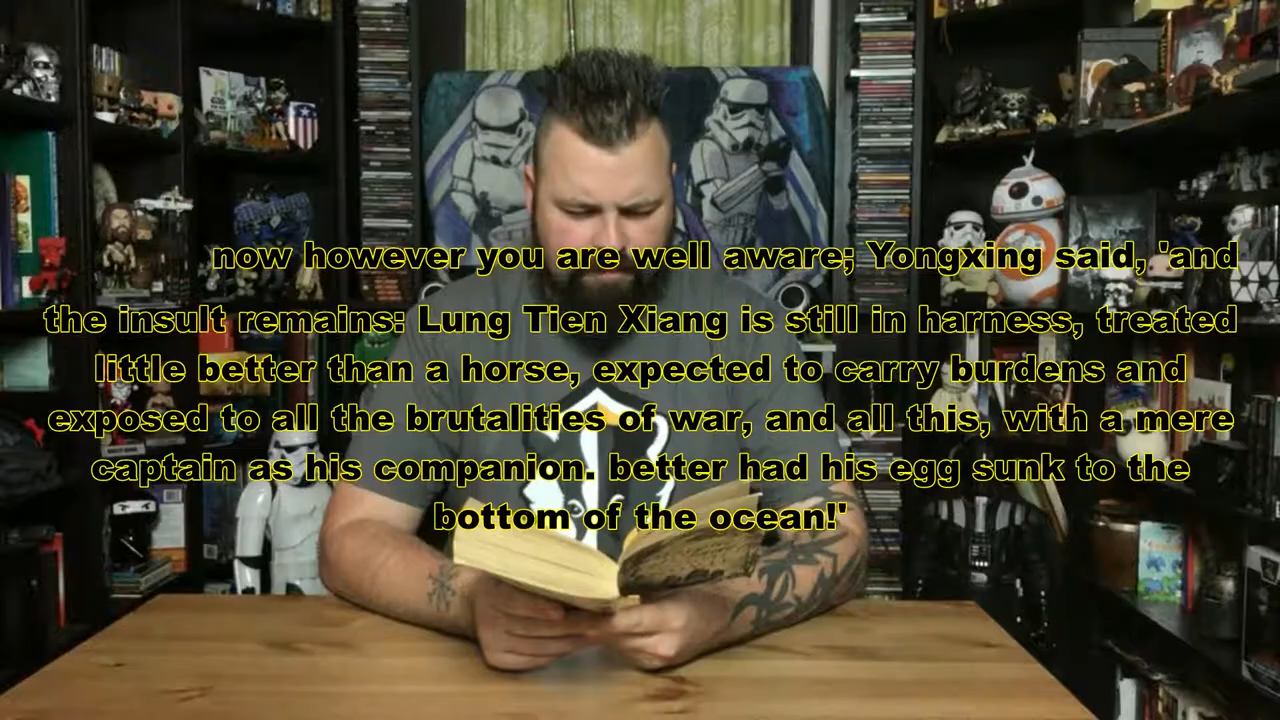 now however you are well aware; Yongxing said, 'and
the insult remains: Lung Tien Xiang is still in harness, treated
little better than a horse, expected to carry burdens and
exposed to all the brutalities of war, and all this, with a mere
captain as his companion. better had his egg sunk to the
bottom of the ocean!'